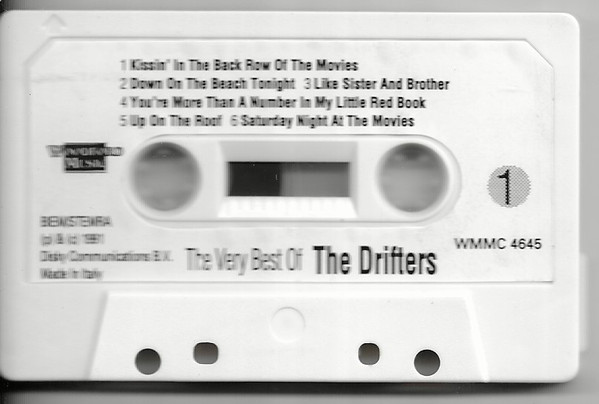 1 Kissin' In The Back Row Of The Movies
2 Down On The Beach Tonight 3 Like Sister And Brother
4 You're More Than A Number In My Little Red Book
5 Up On The Roof 6 Saturday Night At The Movies
1
BIEM/STEMRA
(p) & (c) 1991
Disky Communications B.V.
Made in Italy
WMMC 4645
The Very Best Of The Drifters